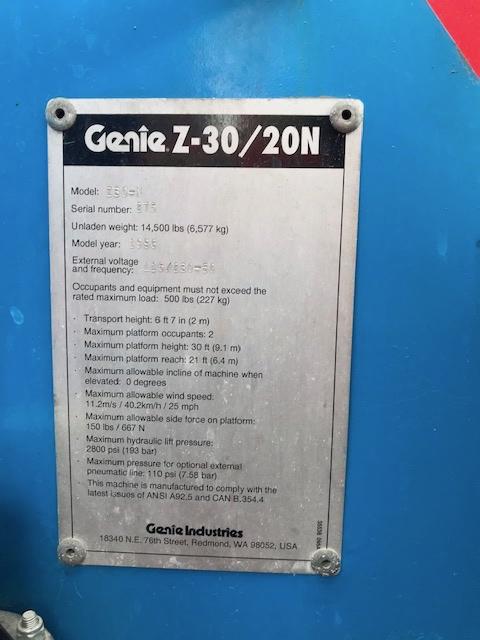 Genie Z-30/20N
Model:
Serial number:
Unladen weight: 14,500 lbs (6,577 kg)
Model year:
External voltage
and frequency:
Occupants and equipment must not exceed the
rated maximum load: 500 lbs (227 kg)
· Transport height: 6 ft 7 in (2 m)
· Maximum platform occupants: 2
· Maximum platform height: 30 ft (9.1 m)
· Maximum platform reach: 21 ft (6.4 m)
· Maximum allowable incline of machine when
elevated: 0 degrees
· Maximum allowable wind speed:
11.2m/s / 40.2km/h / 25 mph
· Maximum allowable side force on platform:
150 lbs / 667 N
· Maximum hydraulic lift pressure:
2800 psi (193 bar)
· Maximum pressure for optional external
pneumatic line: 110 psi (7.58 bar)
· This machine is manufactured to comply with the
latest issues of ANSI A92.5 and CAN B.354.4
Genie Industries
18340 N.E. 76th Street, Redmond, WA 98052, USA